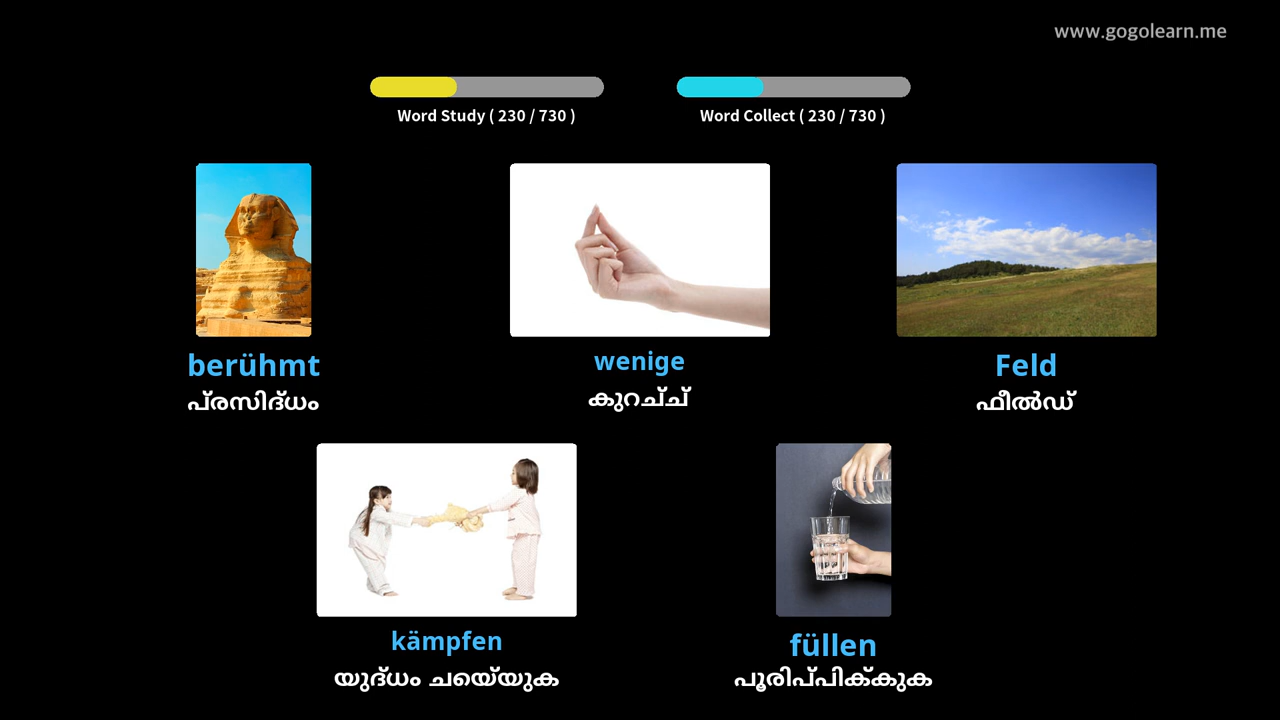 www.gogolearn.me
Word Study ( 230 / 730 )
Word Collect ( 230 / 730 )
berühmt
പ്രസിദ്ധം
wenige
കുറച്ച്
Feld
ഫീൽഡ്
kämpfen
യുദ്ധം ചയ്യെുക
füllen
പൂരിപ്പിക്കുക